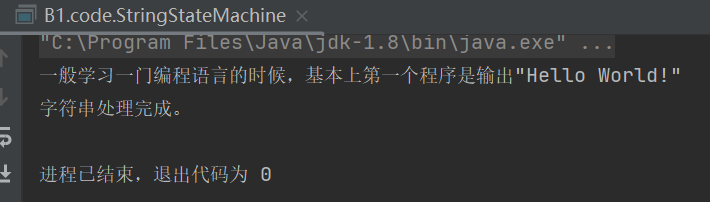 B1.code.StringStateMachine ×
"C:\Program Files\Java\jdk-1.8\bin\java.exe" ...
一般学习一门编程语言的时候，基本上第一个程序是输出"Hello World!"
字符串处理完成。
进程已结束，退出代码为 0